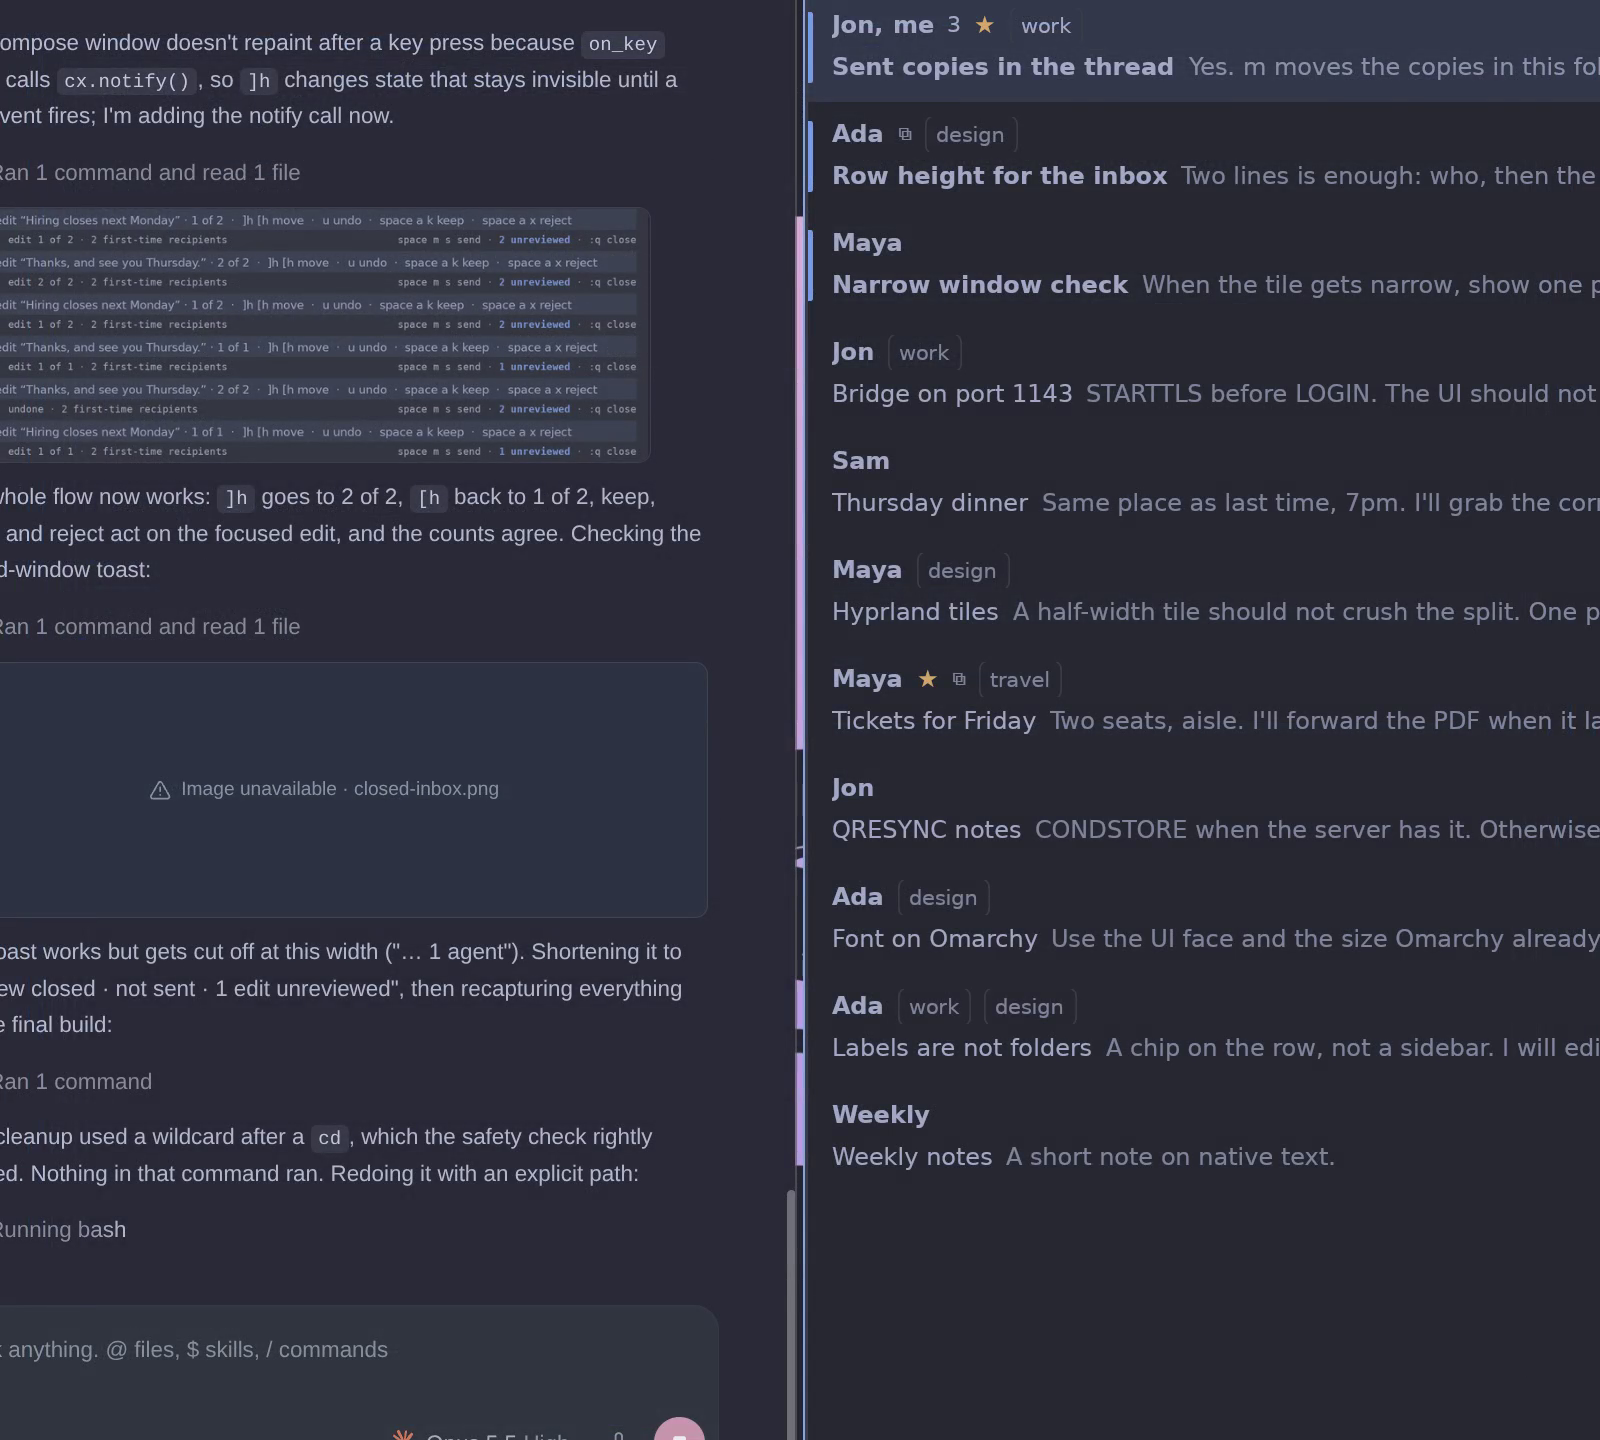 ompose window doesn't repaint after a key press because on_key
calls cx.notify(), so ]h changes state that stays invisible until a
vent fires; I'm adding the notify call now.
Ran 1 command and read 1 file
edit “Hiring closes next Monday” · 1 of 2 · ]h [h move · u undo · space a k keep · space a x reject
edit 1 of 2 · 2 first-time recipients space m s send · 2 unreviewed · :q close
edit “Thanks, and see you Thursday.” · 2 of 2 · ]h [h move · u undo · space a k keep · space a x reject
edit 2 of 2 · 2 first-time recipients space m s send · 2 unreviewed · :q close
edit “Hiring closes next Monday” · 1 of 2 · ]h [h move · u undo · space a k keep · space a x reject
edit 1 of 2 · 2 first-time recipients space m s send · 2 unreviewed · :q close
edit “Thanks, and see you Thursday.” · 1 of 1 · ]h [h move · u undo · space a k keep · space a x reject
edit 1 of 1 · 2 first-time recipients space m s send · 1 unreviewed · :q close
edit “Thanks, and see you Thursday.” · 2 of 2 · ]h [h move · u undo · space a k keep · space a x reject
undone · 2 first-time recipients space m s send · 2 unreviewed · :q close
edit “Hiring closes next Monday” · 1 of 1 · ]h [h move · u undo · space a k keep · space a x reject
edit 1 of 1 · 2 first-time recipients space m s send · 1 unreviewed · :q close
whole flow now works: ]h goes to 2 of 2, [h back to 1 of 2, keep,
and reject act on the focused edit, and the counts agree. Checking the
d-window toast:
Ran 1 command and read 1 file
Image unavailable · closed-inbox.png
oast works but gets cut off at this width ("… 1 agent"). Shortening it to
ew closed · not sent · 1 edit unreviewed", then recapturing everything
e final build:
Ran 1 command
cleanup used a wildcard after a cd, which the safety check rightly
ed. Nothing in that command ran. Redoing it with an explicit path:
Running bash
anything. @ files, $ skills, / commands
Jon, me 3 ★ work
Sent copies in the thread Yes. m moves the copies in this fol
Ada design
Row height for the inbox Two lines is enough: who, then the
Maya
Narrow window check When the tile gets narrow, show one p
Jon work
Bridge on port 1143 STARTTLS before LOGIN. The UI should not
Sam
Thursday dinner Same place as last time, 7pm. I'll grab the corn
Maya design
Hyprland tiles A half-width tile should not crush the split. One p
Maya ★ travel
Tickets for Friday Two seats, aisle. I'll forward the PDF when it la
Jon
QRESYNC notes CONDSTORE when the server has it. Otherwise
Ada design
Font on Omarchy Use the UI face and the size Omarchy already
Ada work design
Labels are not folders A chip on the row, not a sidebar. I will edi
Weekly
Weekly notes A short note on native text.